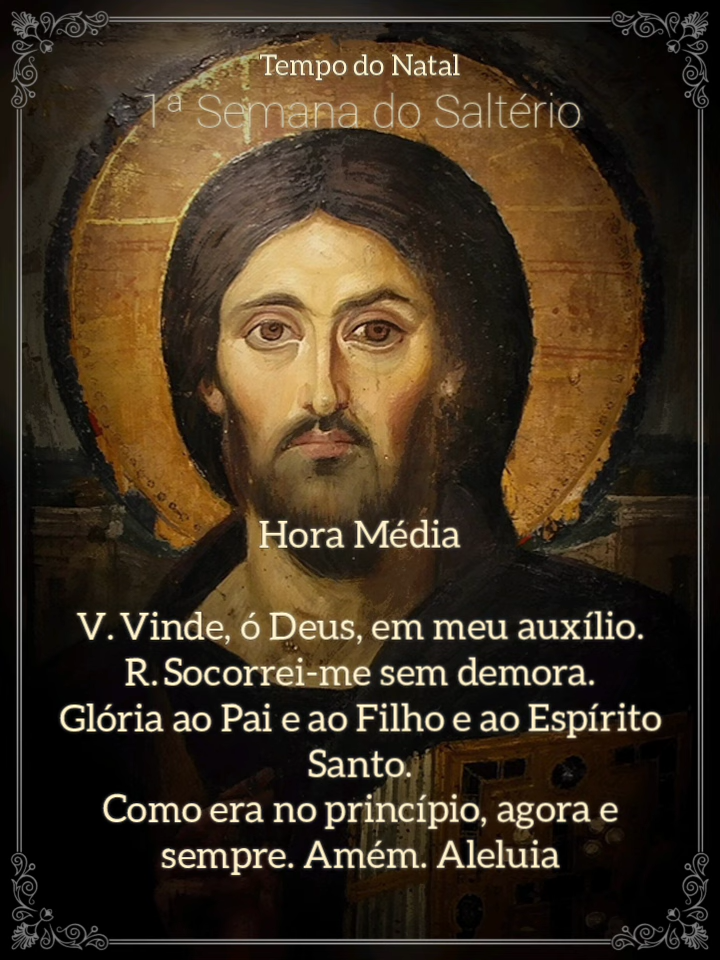 Tempo do Natal
1ª Semana do Saltério
Hora Média
V. Vinde, ó Deus, em meu auxílio.
R. Socorrei-me sem demora.
Glória ao Pai e ao Filho e ao Espírito
Santo.
Como era no princípio, agora e
sempre. Amém. Aleluia